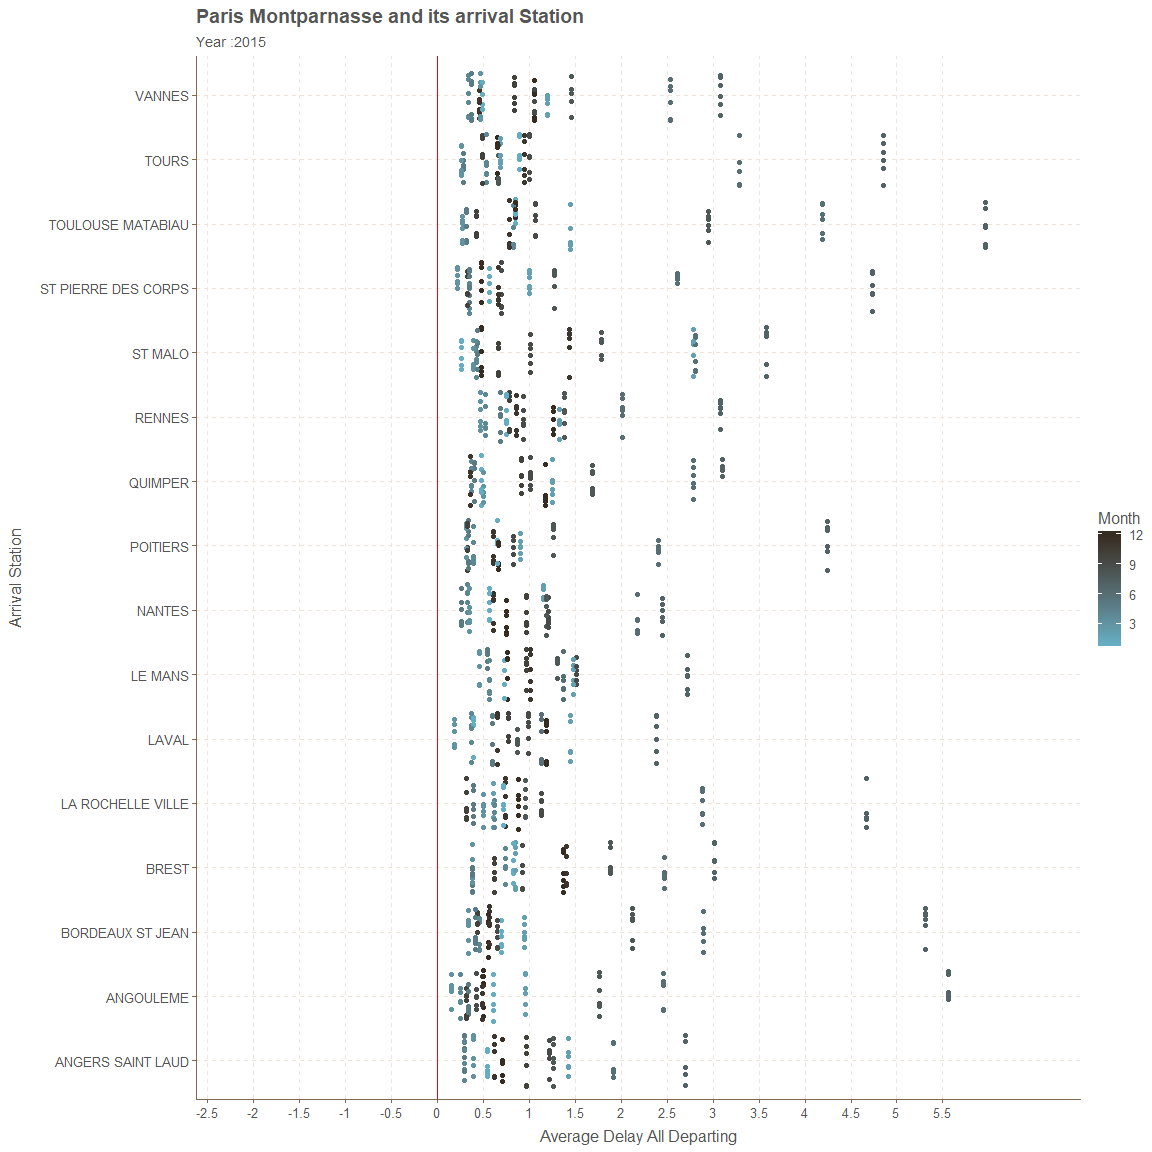 Paris Montparnasse and its arrival Station
Year :2015
VANNES
TOURS
TOULOUSE MATABIAU
ST PIERRE DES CORPS
ST MALO
RENNES
QUIMPER
POITIERS
NANTES
LE MANS
LAVAL
LA ROCHELLE VILLE
BREST
BORDEAUX ST JEAN
ANGOULEME
ANGERS SAINT LAUD
Arrival Station
-2.5 -2 -1.5 -1 -0.5 0 0.5 1 1.5 2 2.5 3 3.5 4 4.5 5 5.5
Average Delay All Departing
Month
12
9
6
3